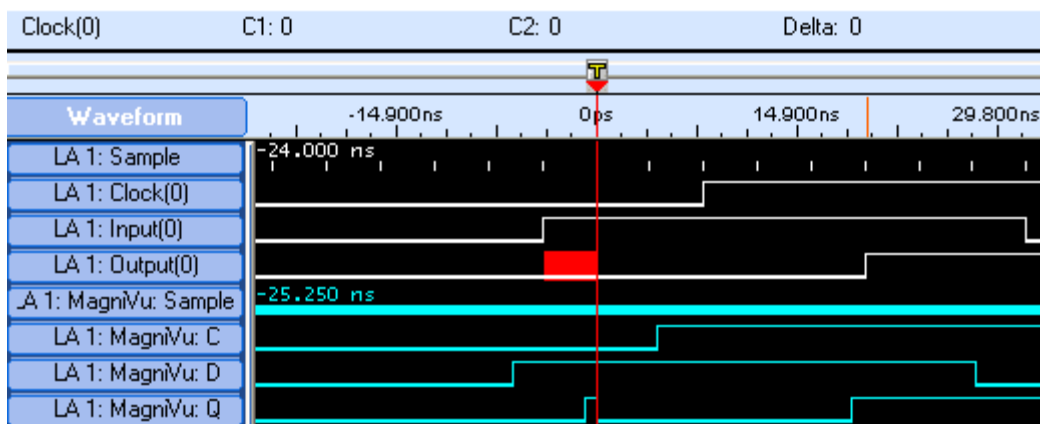 Clock(0) C1: 0 C2: 0 Delta: 0
T
Waveform -14.900ns 0ps 14.900ns 29.800ns
LA 1: Sample -24.000 ns
LA 1: Clock(0)
LA 1: Input(0)
LA 1: Output(0)
.A 1: MagniVu: Sample -25.250 ns
LA 1: MagniVu: C
LA 1: MagniVu: D
LA 1: MagniVu: Q